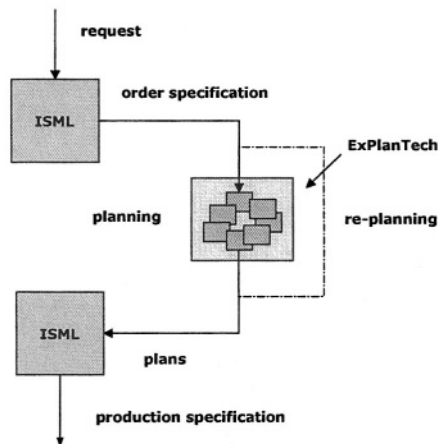 request
ISML
order specification
ExPlanTech
planning
re-planning
ISML
plans
production specification